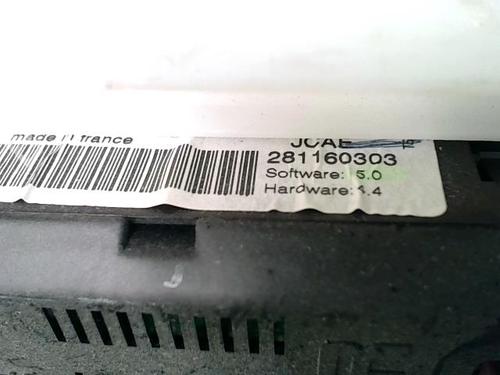 made in france
JCAE
281160303
Software: 5.0
Hardware: 1.4